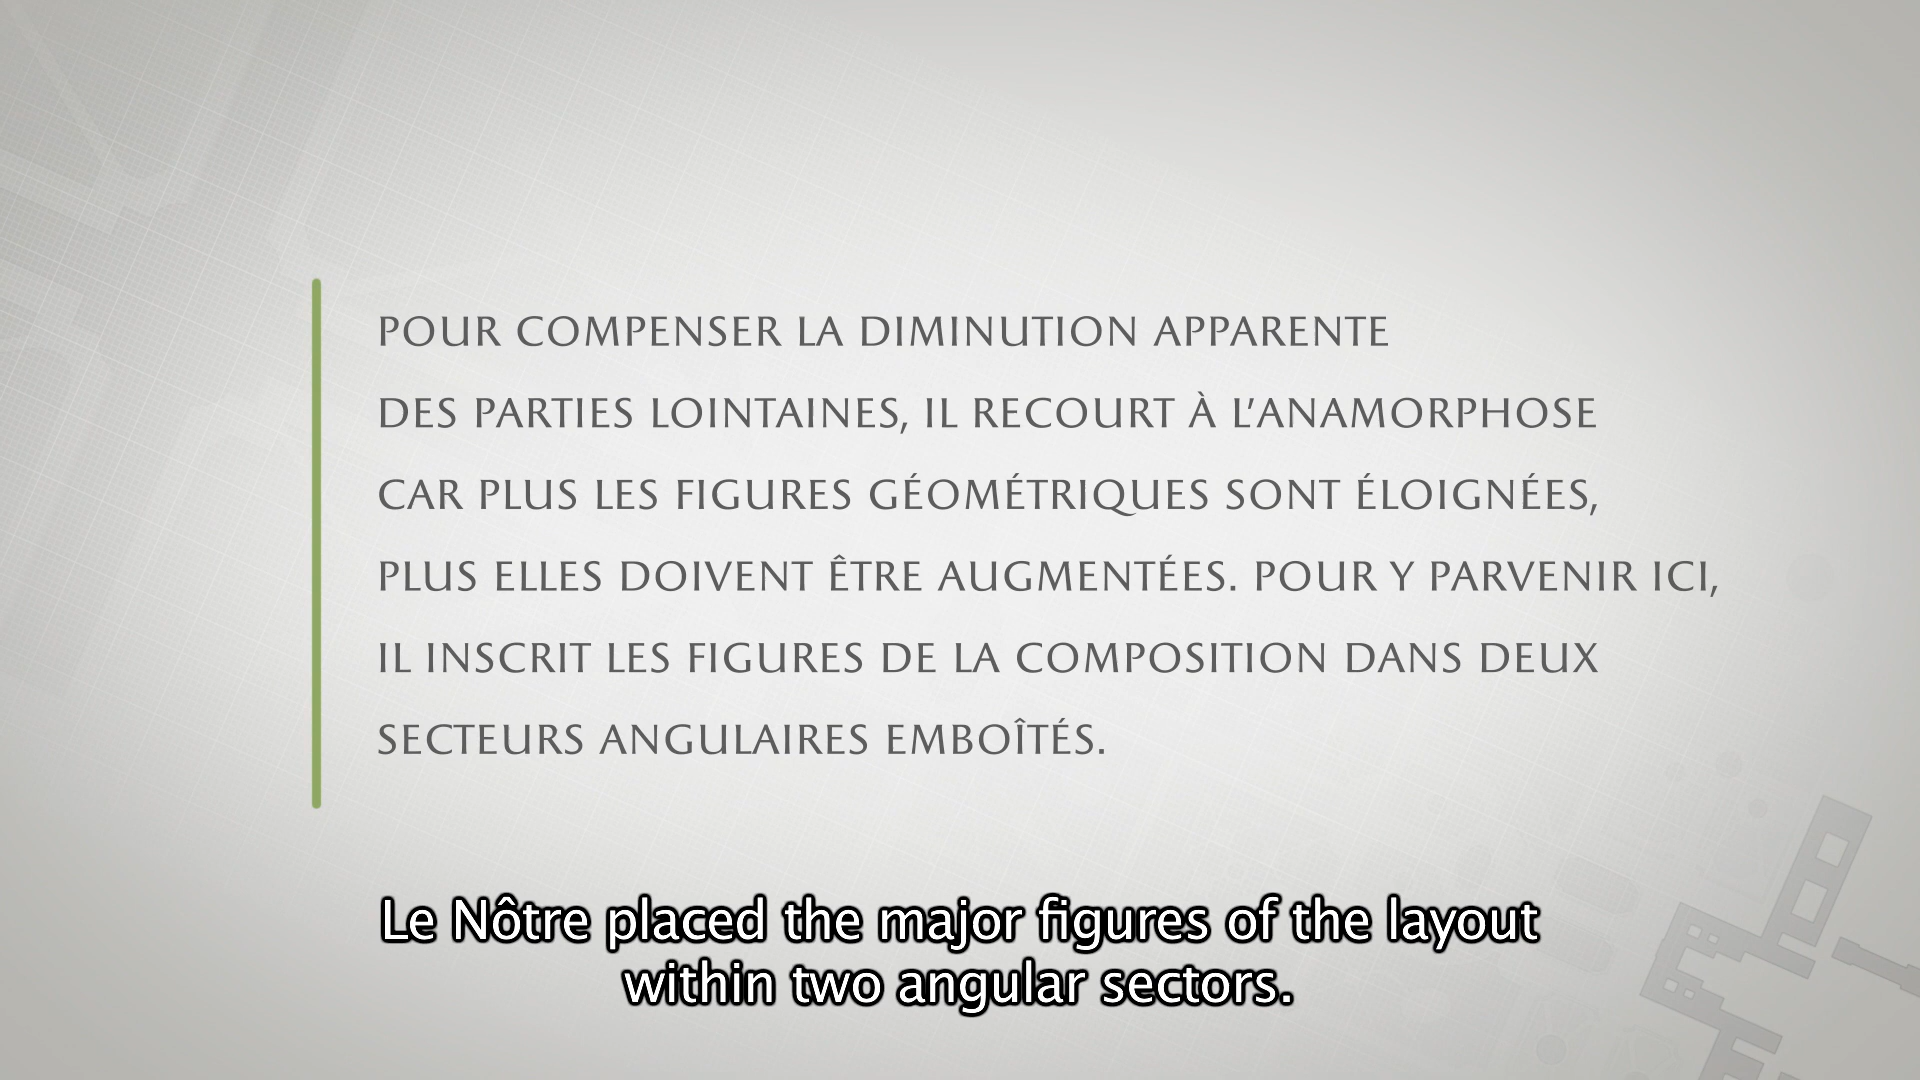 POUR COMPENSER LA DIMINUTION APPARENTE
DES PARTIES LOINTAINES, IL RECOURT À L'ANAMORPHOSE
CAR PLUS LES FIGURES GÉOMÉTRIQUES SONT ÉLOIGNÉES,
PLUS ELLES DOIVENT ÊTRE AUGMENTÉES. POUR Y PARVENIR ICI,
IL INSCRIT LES FIGURES DE LA COMPOSITION DANS DEUX
SECTEURS ANGULAIRES EMBOÎTÉS.
Le Nôtre placed the major figures of the layout
within two angular sectors.